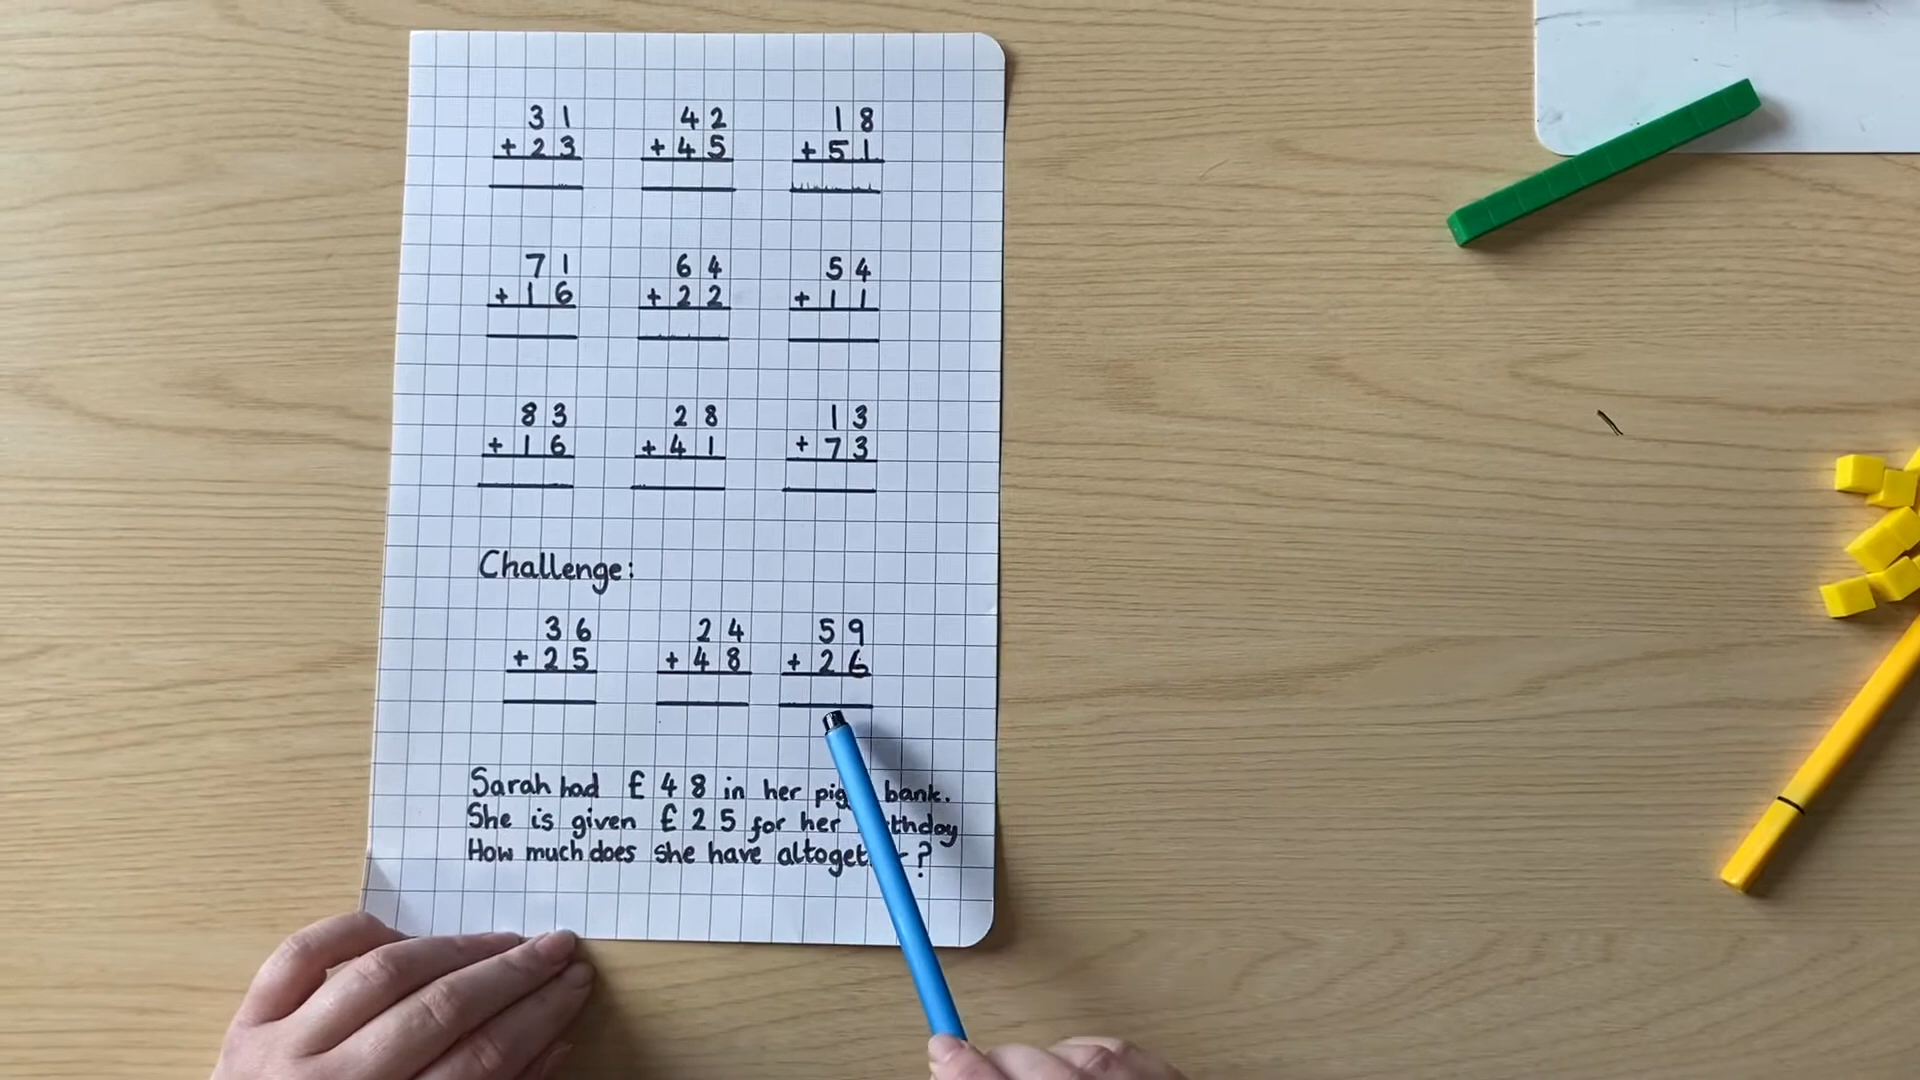 31 42 18
+23 +45 +51
71 64 54
+16 +22 +11
83 28 13
+16 +41 +73
Challenge:
36 24 59
+25 +48 +26
Sarah had £48 in her bank.
She is given £25 for her
How much does she have ?